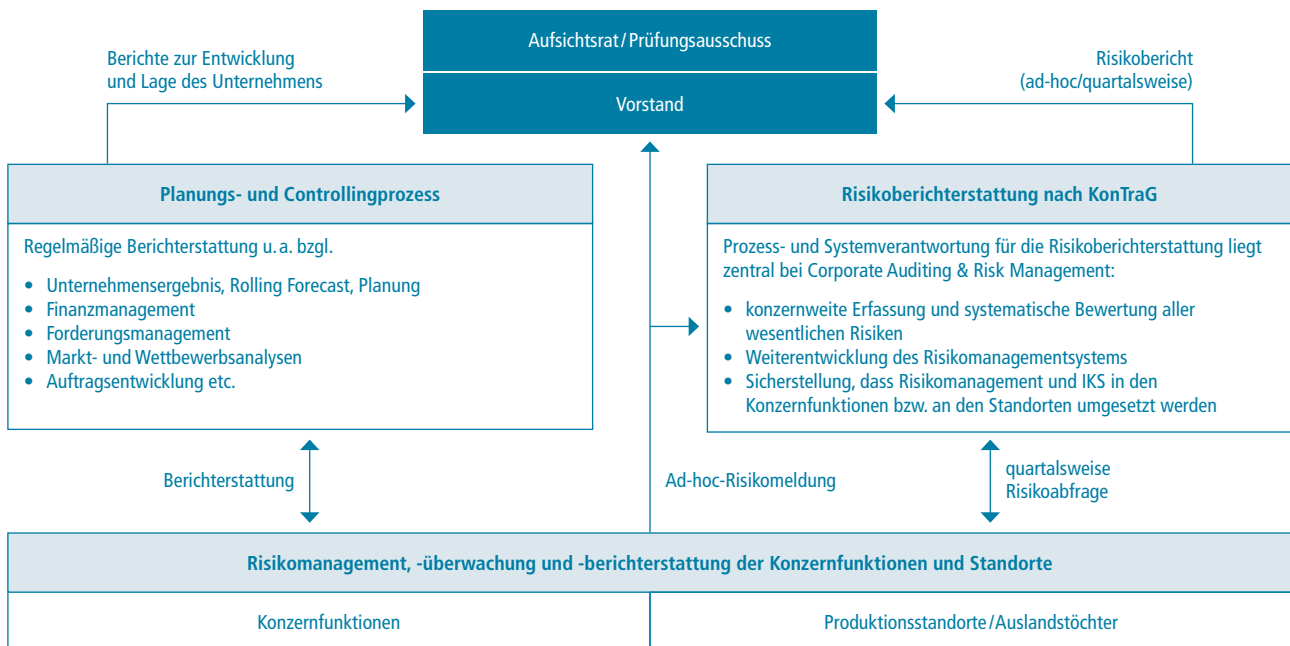 Aufsichtsrat/Prüfungsausschuss
Vorstand
Berichte zur Entwicklung
und Lage des Unternehmens
Risikobericht
(ad-hoc/quartalsweise)
Planungs- und Controllingprozess
Regelmäßige Berichterstattung u. a. bzgl.
• Unternehmensergebnis, Rolling Forecast, Planung
• Finanzmanagement
• Forderungsmanagement
• Markt- und Wettbewerbsanalysen
• Auftragsentwicklung etc.
Risikoberichterstattung nach KonTraG
Prozess- und Systemverantwortung für die Risikoberichterstattung liegt
zentral bei Corporate Auditing & Risk Management:
• konzernweite Erfassung und systematische Bewertung aller
wesentlichen Risiken
• Weiterentwicklung des Risikomanagementsystems
• Sicherstellung, dass Risikomanagement und IKS in den
Konzernfunktionen bzw. an den Standorten umgesetzt werden
Berichterstattung
Ad-hoc-Risikomeldung
quartalsweise
Risikoabfrage
Risikomanagement, -überwachung und -berichterstattung der Konzernfunktionen und Standorte
Konzernfunktionen
Produktionsstandorte/Auslandstöchter